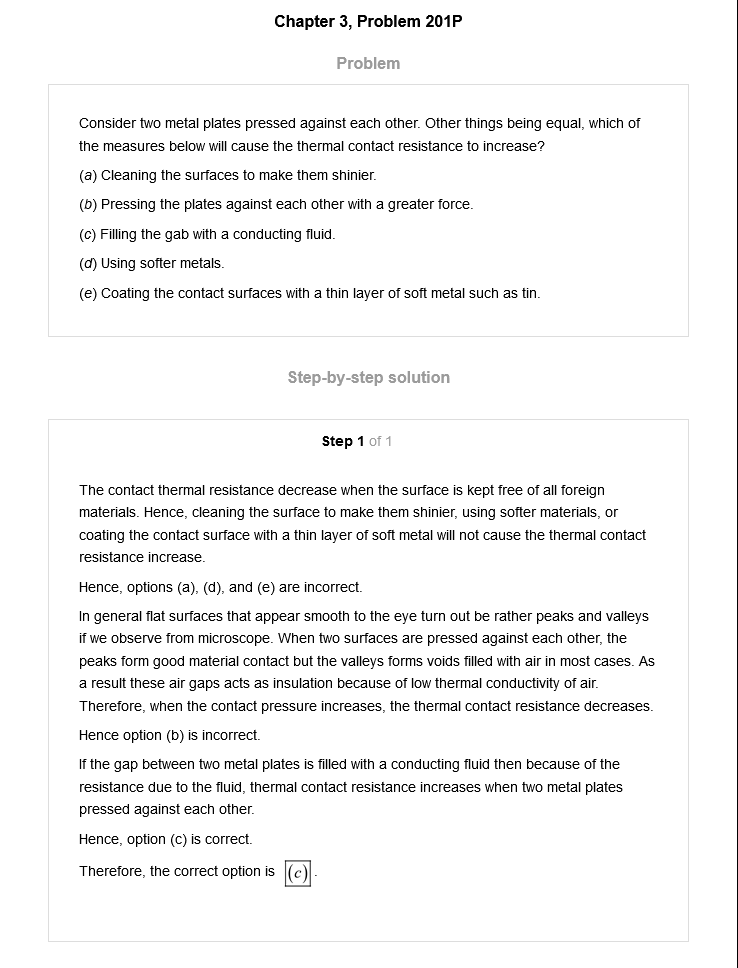 Chapter 3, Problem 201P
Problem
Consider two metal plates pressed against each other. Other things being equal, which of
the measures below will cause the thermal contact resistance to increase?
(a) Cleaning the surfaces to make them shinier.
(b) Pressing the plates against each other with a greater force.
(c) Filling the gab with a conducting fluid.
(d) Using softer metals.
(e) Coating the contact surfaces with a thin layer of soft metal such as tin.
Step-by-step solution
Step 1 of 1
The contact thermal resistance decrease when the surface is kept free of all foreign
materials. Hence, cleaning the surface to make them shinier, using softer materials, or
coating the contact surface with a thin layer of soft metal will not cause the thermal contact
resistance increase.
Hence, options (a), (d), and (e) are incorrect.
In general flat surfaces that appear smooth to the eye turn out be rather peaks and valleys
if we observe from microscope. When two surfaces are pressed against each other, the
peaks form good material contact but the valleys forms voids filled with air in most cases. As
a result these air gaps acts as insulation because of low thermal conductivity of air.
Therefore, when the contact pressure increases, the thermal contact resistance decreases.
Hence option (b) is incorrect.
If the gap between two metal plates is filled with a conducting fluid then because of the
resistance due to the fluid, thermal contact resistance increases when two metal plates
pressed against each other.
Hence, option (c) is correct.
Therefore, the correct option is (c).